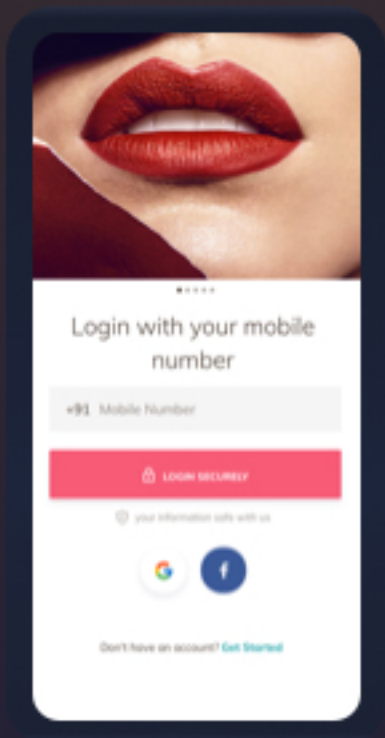 Login with your mobile
number
+91 Mobile Number
LOGIN SECURELY
your information safe with us
f
Don't have an account? Get Started